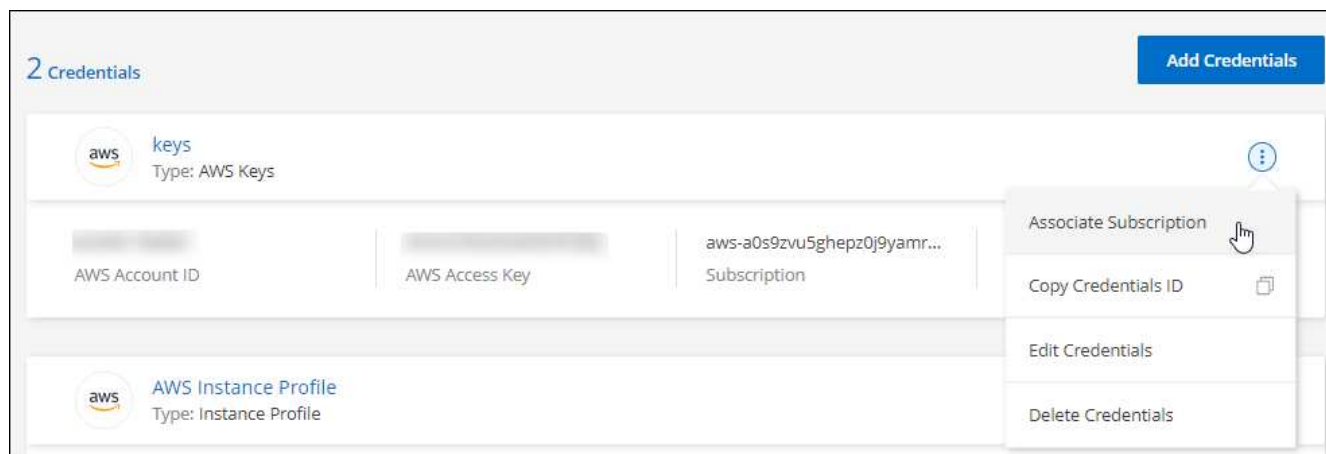 2 Credentials
Add Credentials
aws
keys
Type: AWS Keys
Associate Subscription
aws-a0s9zvu5ghepz0j9yamr...
AWS Account ID
AWS Access Key
Subscription
Copy Credentials ID
Edit Credentials
aws
AWS Instance Profile
Type: Instance Profile
Delete Credentials